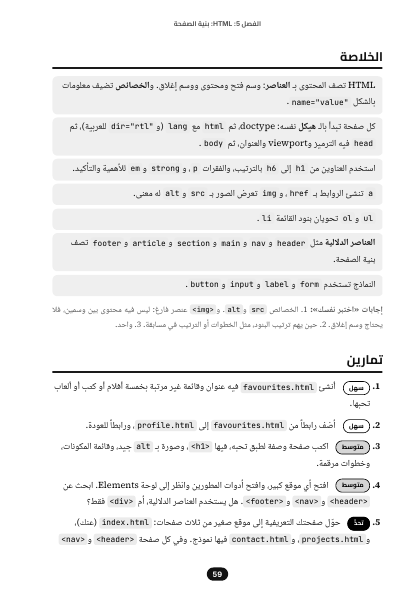 الفصل 5: HTML: بنية الصفحة
الخلاصة
HTML تصف المحتوى بـ العناصر: وسم فتح ومحتوى ووسم إغلاق. والخصائص تضيف معلومات
بالشكل name="value" .
كل صفحة تبدأ بالـ هيكل نفسه: doctype، ثم html مع lang (و dir="rtl" للعربية)، ثم
head فيه الترميز وviewport والعنوان، ثم body .
استخدم العناوين من h1 إلى h6 بالترتيب، والفقرات p ، و strong و em للأهمية والتأكيد.
a تنشئ الروابط بـ href ، و img تعرض الصور بـ src و alt له معنى.
ul و ol تحويان بنود القائمة li .
العناصر الدلالية مثل header و nav و main و section و article و footer تصف
بنية الصفحة.
النماذج تستخدم form و label و input و button .
إجابات «اختبر نفسك»: 1. الخصائص src و alt . و <img> عنصر فارغ: ليس فيه محتوى بين وسمين، فلا
يحتاج وسم إغلاق. 2. حين يهم ترتيب البنود، مثل الخطوات أو الترتيب في مسابقة. 3. واحد.
تمارين
1. سهل أنشئ favourites.html فيه عنوان وقائمة غير مرتبة بخمسة أفلام أو كتب أو ألعاب
تحبها.
2. سهل أضف رابطاً من favourites.html إلى profile.html ، ورابطاً للعودة.
3. متوسط اكتب صفحة وصفة لطبق تحبه، فيها <h1> ، وصورة بـ alt جيد، وقائمة المكونات،
وخطوات مرقمة.
4. متوسط افتح أي موقع كبير، وافتح أدوات المطورين وانظر إلى لوحة Elements. ابحث عن
<header> و <nav> و <footer> . هل يستخدم العناصر الدلالية، أم <div> فقط؟
5. تحدٍّ حوّل صفحتك التعريفية إلى موقع صغير من ثلاث صفحات: index.html (عنك)،
و projects.html ، و contact.html فيها نموذج. وفي كل صفحة <header> و <nav>
59